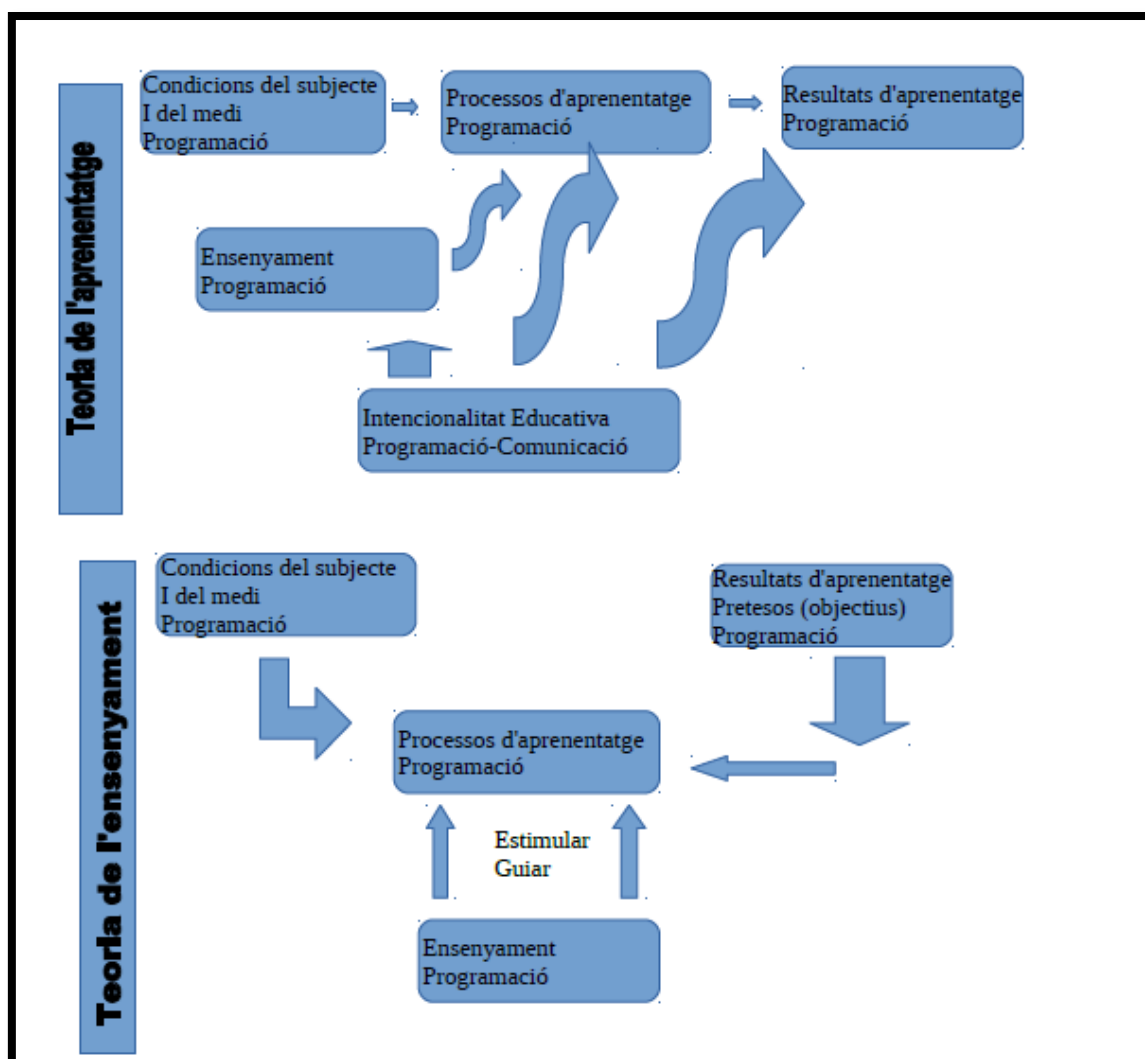 Teoria de l'aprenentatge
Condicions del subjecte
I del medi
Programació
Processos d'aprenentatge
Programació
Resultats d'aprenentatge
Programació
Ensenyament
Programació
Intencionalitat Educativa
Programació-Comunicació
Teoria de l'ensenyament
Condicions del subjecte
I del medi
Programació
Resultats d'aprenentatge
Pretesos (objectius)
Programació
Processos d'aprenentatge
Programació
Estimular
Guiar
Ensenyament
Programació